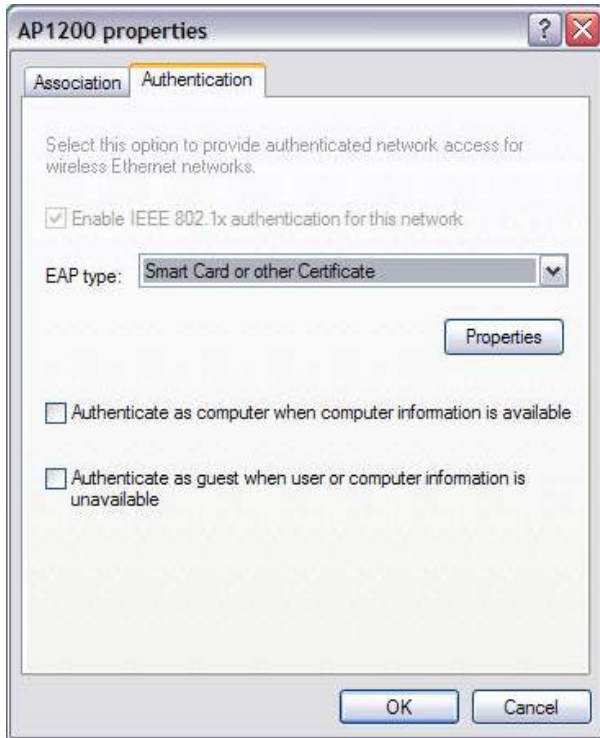 AP1200 properties
Association
Authentication
Select this option to provide authenticated network access for
wireless Ethernet networks.
Enable IEEE 802.1x authentication for this network
EAP type:
Smart Card or other Certificate
Properties
Authenticate as computer when computer information is available
Authenticate as guest when user or computer information is
unavailable
OK
Cancel